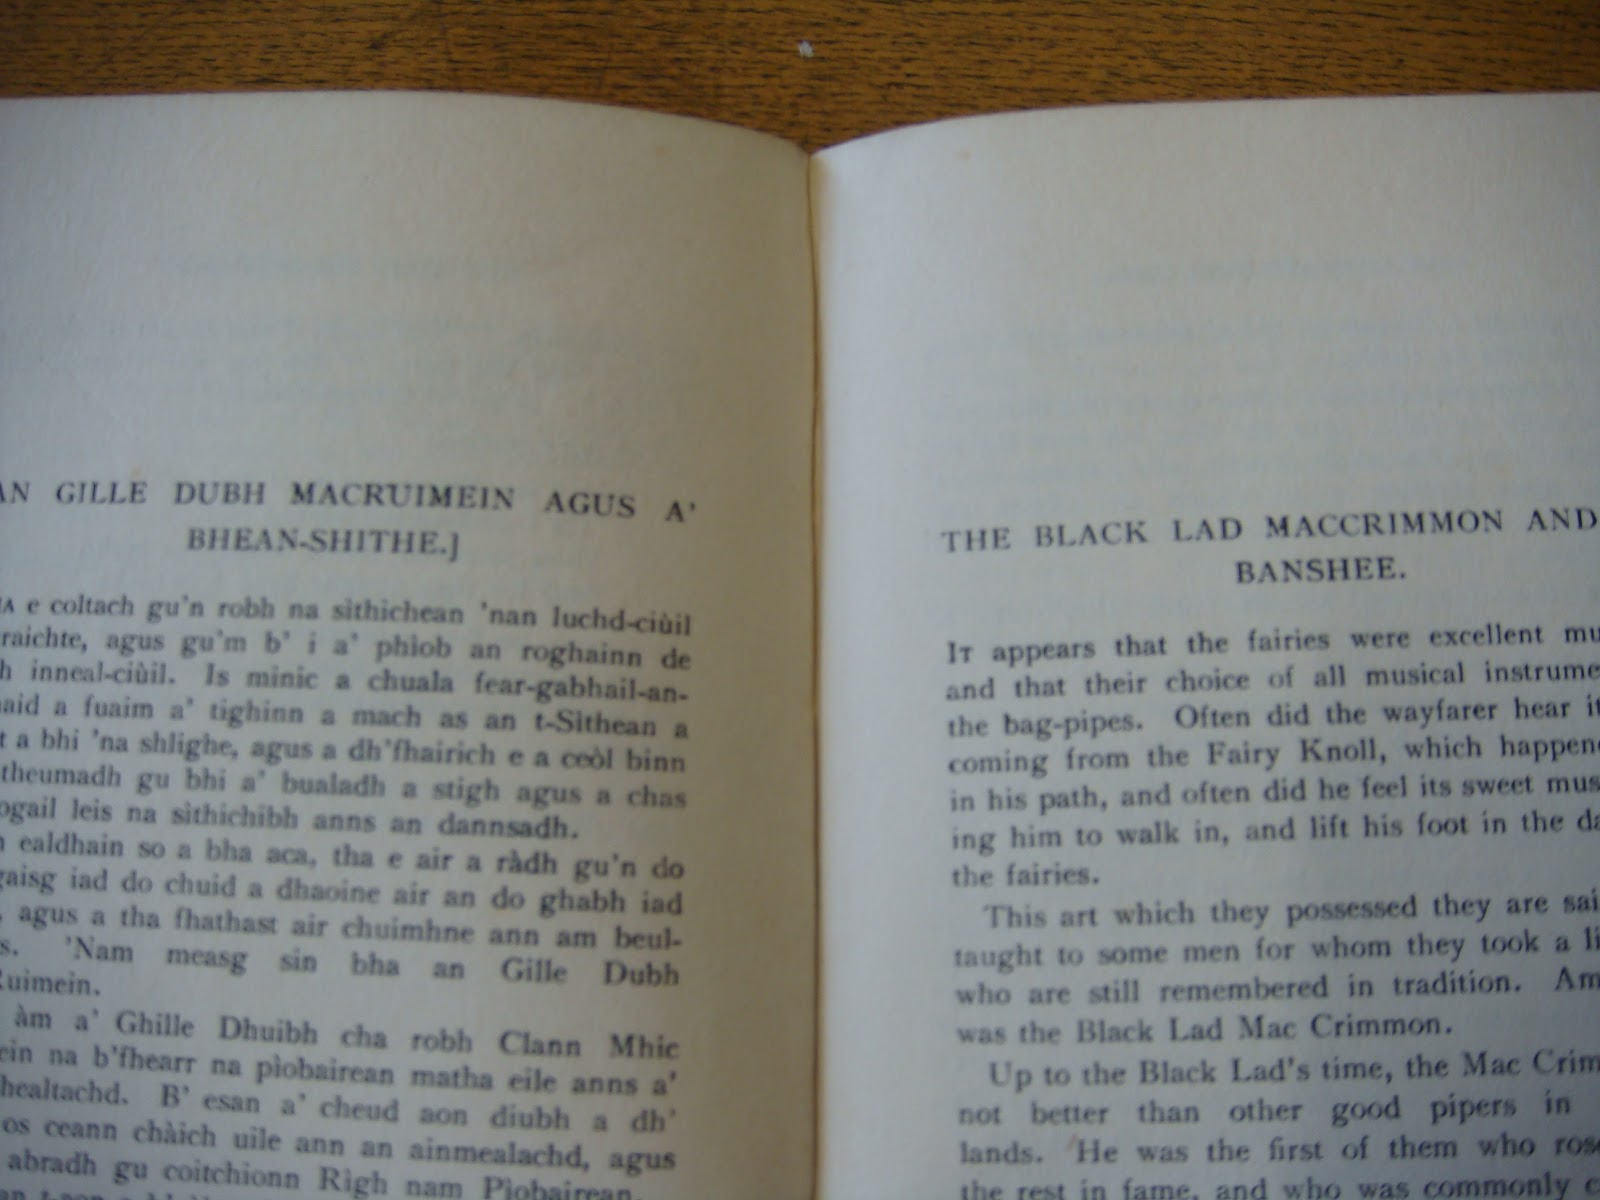 AN GILLE DUBH MACRUIMEIN AGUS A'
BHEAN-SHITHE.]
e coltach gu'n robh na sìthichean 'nan luchd-ciùil
raichte, agus gu'm b' i a' phìob an roghainn de
h inneal-ciùil. Is minic a chuala fear-gabhail-an-
aid a fuaim a' tighinn a mach as an t-Sìthean a
t a bhi 'na shlighe, agus a dh'fhairich e a ceòl binn
theumadh gu bhi a' bualadh a stigh agus a chas
ogail leis na sìthichibh anns an dannsadh.
ealdhain so a bha aca, tha e air a ràdh gu'n do
gaisg iad do chuid a dhaoine air an do ghabh iad
, agus a tha fhathast air chuimhne ann am beul-
s. 'Nam measg sin bha an Gille Dubh
Ruimein.
àm a' Ghille Dhuibh cha robh Clann Mhic
ein na b'fhearr na pìobairean matha eile anns a'
healtachd. B' esan a' cheud aon diubh a dh'
os ceann chàich uile ann an ainmealachd, agus
abradh gu coitchionn Rìgh nam Pìobairean.
THE BLACK LAD MACCRIMMON AND
BANSHEE.
IT appears that the fairies were excellent mu
and that their choice of all musical instrume
the bag-pipes. Often did the wayfarer hear it
coming from the Fairy Knoll, which happene
in his path, and often did he feel its sweet mus
ing him to walk in, and lift his foot in the da
the fairies.
This art which they possessed they are sai
taught to some men for whom they took a li
who are still remembered in tradition. Am
was the Black Lad Mac Crimmon.
Up to the Black Lad's time, the Mac Crim
not better than other good pipers in
lands. He was the first of them who rose
the rest in fame, and who was commonly c